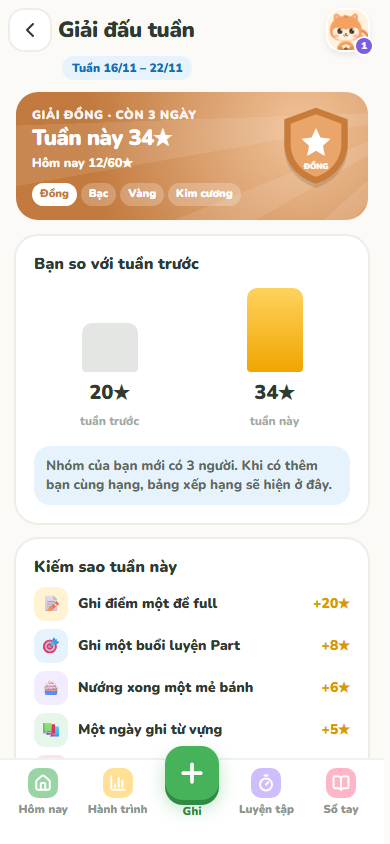 Giải đấu tuần
1
Tuần 16/11 – 22/11
GIẢI ĐỒNG · CÒN 3 NGÀY
Tuần này 34★
Hôm nay 12/60★
ĐỒNG
Đồng
Bạc
Vàng
Kim cương
Bạn so với tuần trước
20★
34★
tuần trước
tuần này
Nhóm của bạn mới có 3 người. Khi có thêm
bạn cùng hạng, bảng xếp hạng sẽ hiện ở đây.
Kiếm sao tuần này
Ghi điểm một đề full
+20★
Ghi một buổi luyện Part
+8★
Nướng xong một mẻ bánh
+6★
Một ngày ghi từ vựng
+5★
Hôm nay
Hành trình
Ghi
Luyện tập
Sổ tay